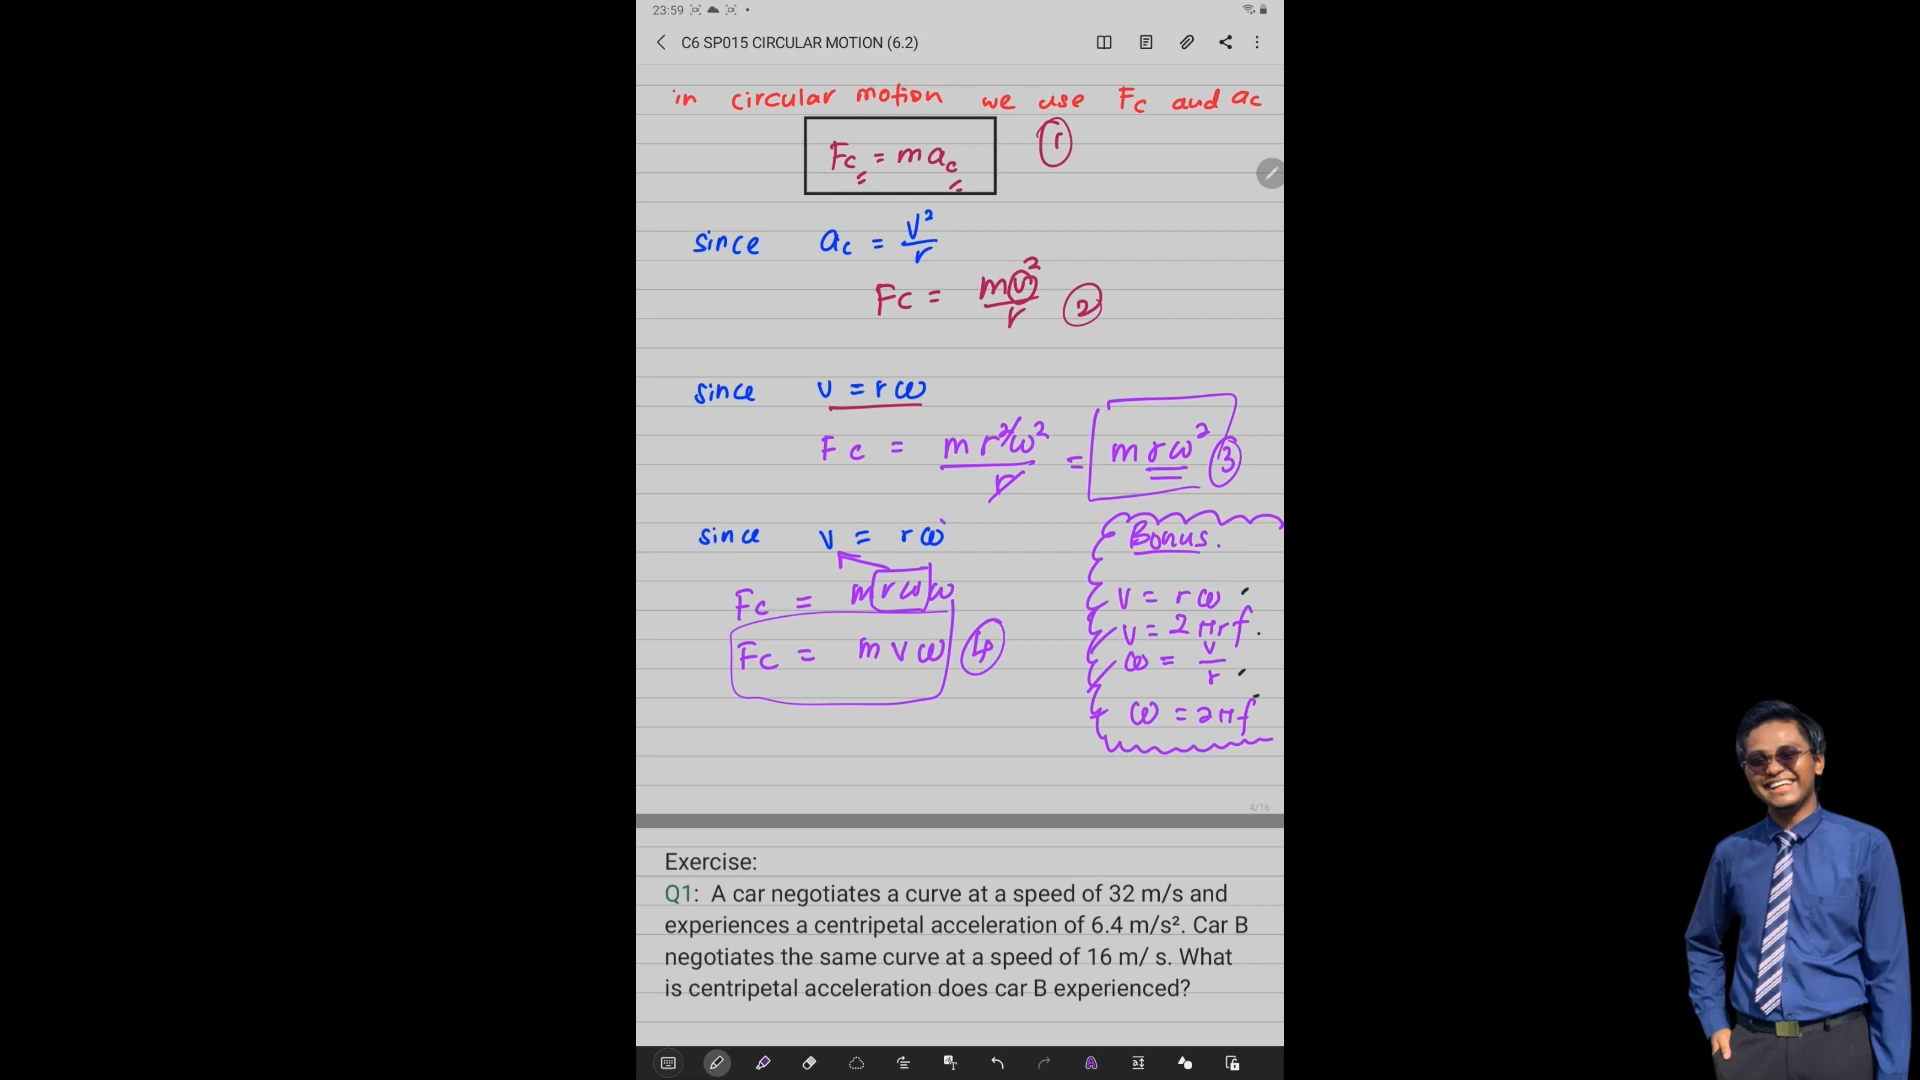 23:59
C6 SP015 CIRCULAR MOTION (6.2)
in circular motion we use Fc and ac
Fc = mac ①
since ac = v²/r
Fc = mv²/r ②
since v = rω
Fc = mr²ω²/r = mrω² ③
since v = rω
Fc = mrωω
Fc = mvω ④
Bonus.
v = rω
v = 2πrf.
ω = v/r
ω = 2πf
4/16
Exercise:
Q1: A car negotiates a curve at a speed of 32 m/s and
experiences a centripetal acceleration of 6.4 m/s². Car B
negotiates the same curve at a speed of 16 m/ s. What
is centripetal acceleration does car B experienced?